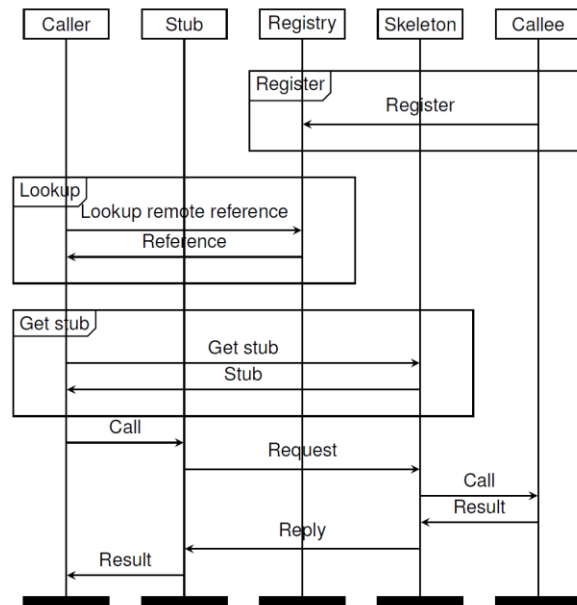 Caller Stub Registry Skeleton Callee
Register
Register
Lookup
Lookup remote reference
Reference
Get stub
Get stub
Stub
Call
Request
Call
Result
Reply
Result